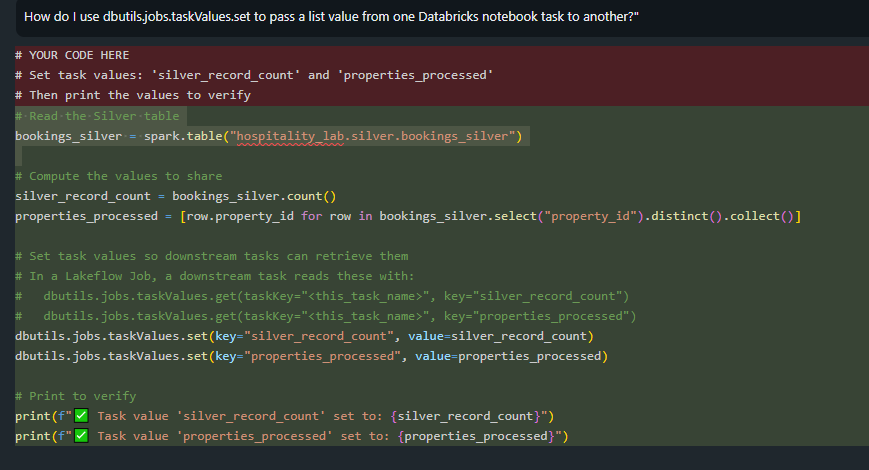 How do I use dbutils.jobs.taskValues.set to pass a list value from one Databricks notebook task to another?"
# YOUR CODE HERE
# Set task values: 'silver_record_count' and 'properties_processed'
# Then print the values to verify
# Read the Silver table
bookings_silver = spark.table("hospitality_lab.silver.bookings_silver")
# Compute the values to share
silver_record_count = bookings_silver.count()
properties_processed = [row.property_id for row in bookings_silver.select("property_id").distinct().collect()]
# Set task values so downstream tasks can retrieve them
# In a Lakeflow Job, a downstream task reads these with:
#   dbutils.jobs.taskValues.get(taskKey="<this_task_name>", key="silver_record_count")
#   dbutils.jobs.taskValues.get(taskKey="<this_task_name>", key="properties_processed")
dbutils.jobs.taskValues.set(key="silver_record_count", value=silver_record_count)
dbutils.jobs.taskValues.set(key="properties_processed", value=properties_processed)
# Print to verify
print(f"✅ Task value 'silver_record_count' set to: {silver_record_count}")
print(f"✅ Task value 'properties_processed' set to: {properties_processed}")